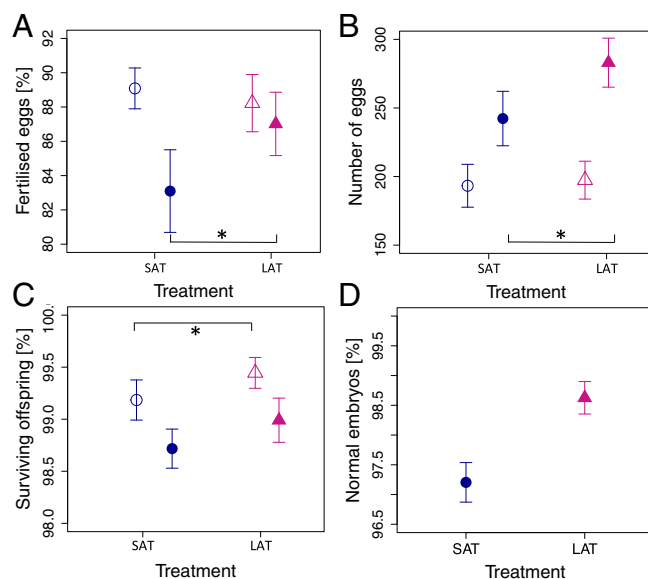 A
Fertilised eggs [%]
92
90
88
86
84
82
80
*
SAT
LAT
Treatment
B
Number of eggs
300
250
200
150
*
SAT
LAT
Treatment
C
Surviving offspring [%]
100.
99.5
99.0
98.5
98.0
*
SAT
LAT
Treatment
D
Normal embryos [%]
99.5
98.5
97.5
96.5
SAT
LAT
Treatment